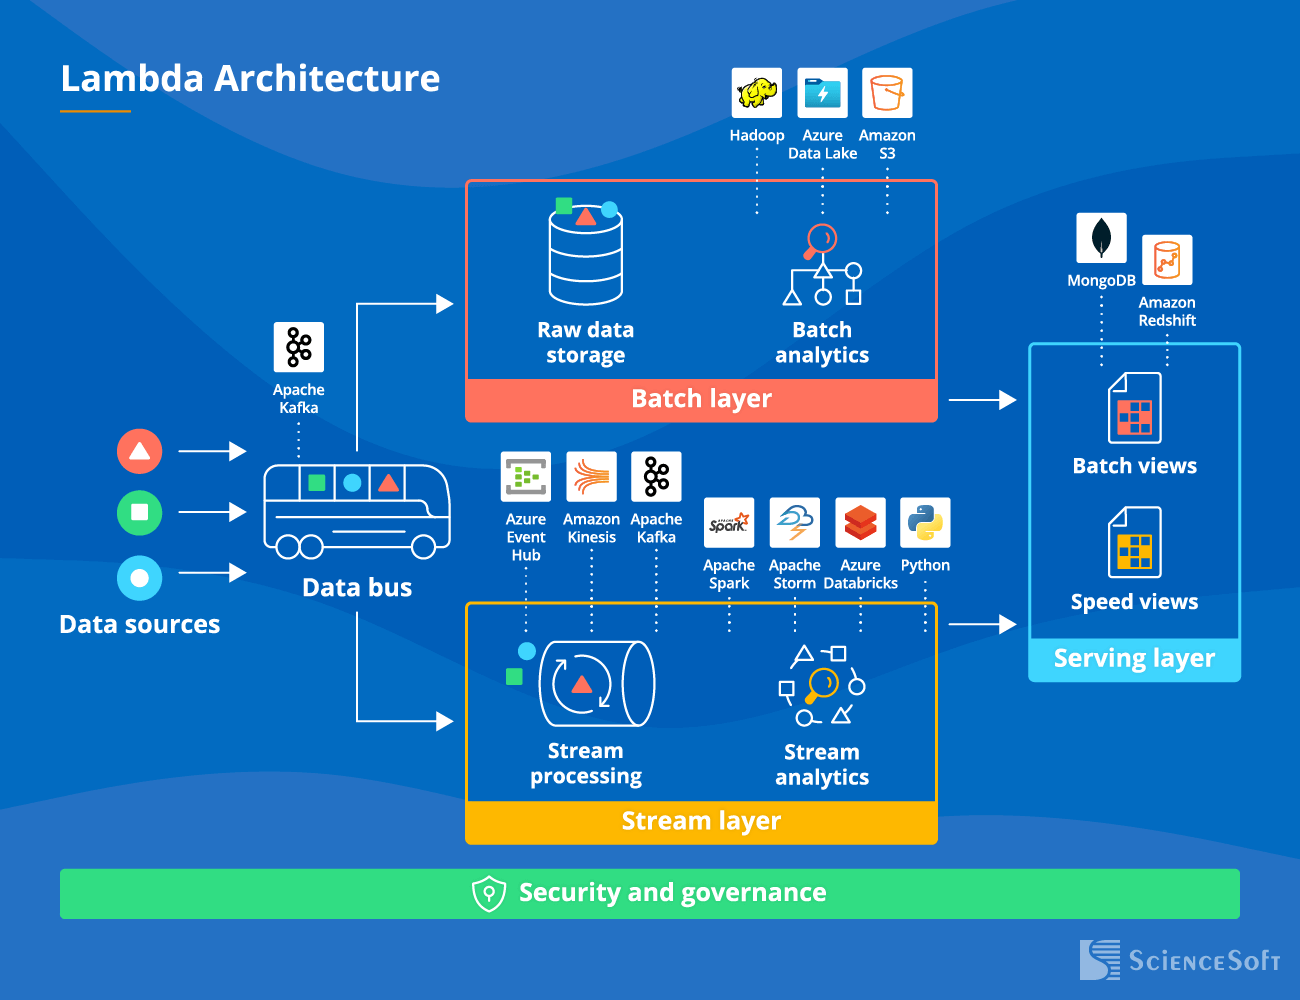 Lambda Architecture
Hadoop
Azure
Data Lake
Amazon
S3
Raw data
storage
Batch
analytics
Batch layer
MongoDB
Amazon
Redshift
Apache
Kafka
Data sources
Data bus
Azure
Event
Hub
Amazon
Kinesis
Apache
Kafka
APACHE
Spark
Apache
Spark
Apache
Storm
Azure
Databricks
Python
Stream
processing
Stream
analytics
Stream layer
Batch views
Speed views
Serving layer
Security and governance
ScienceSoft